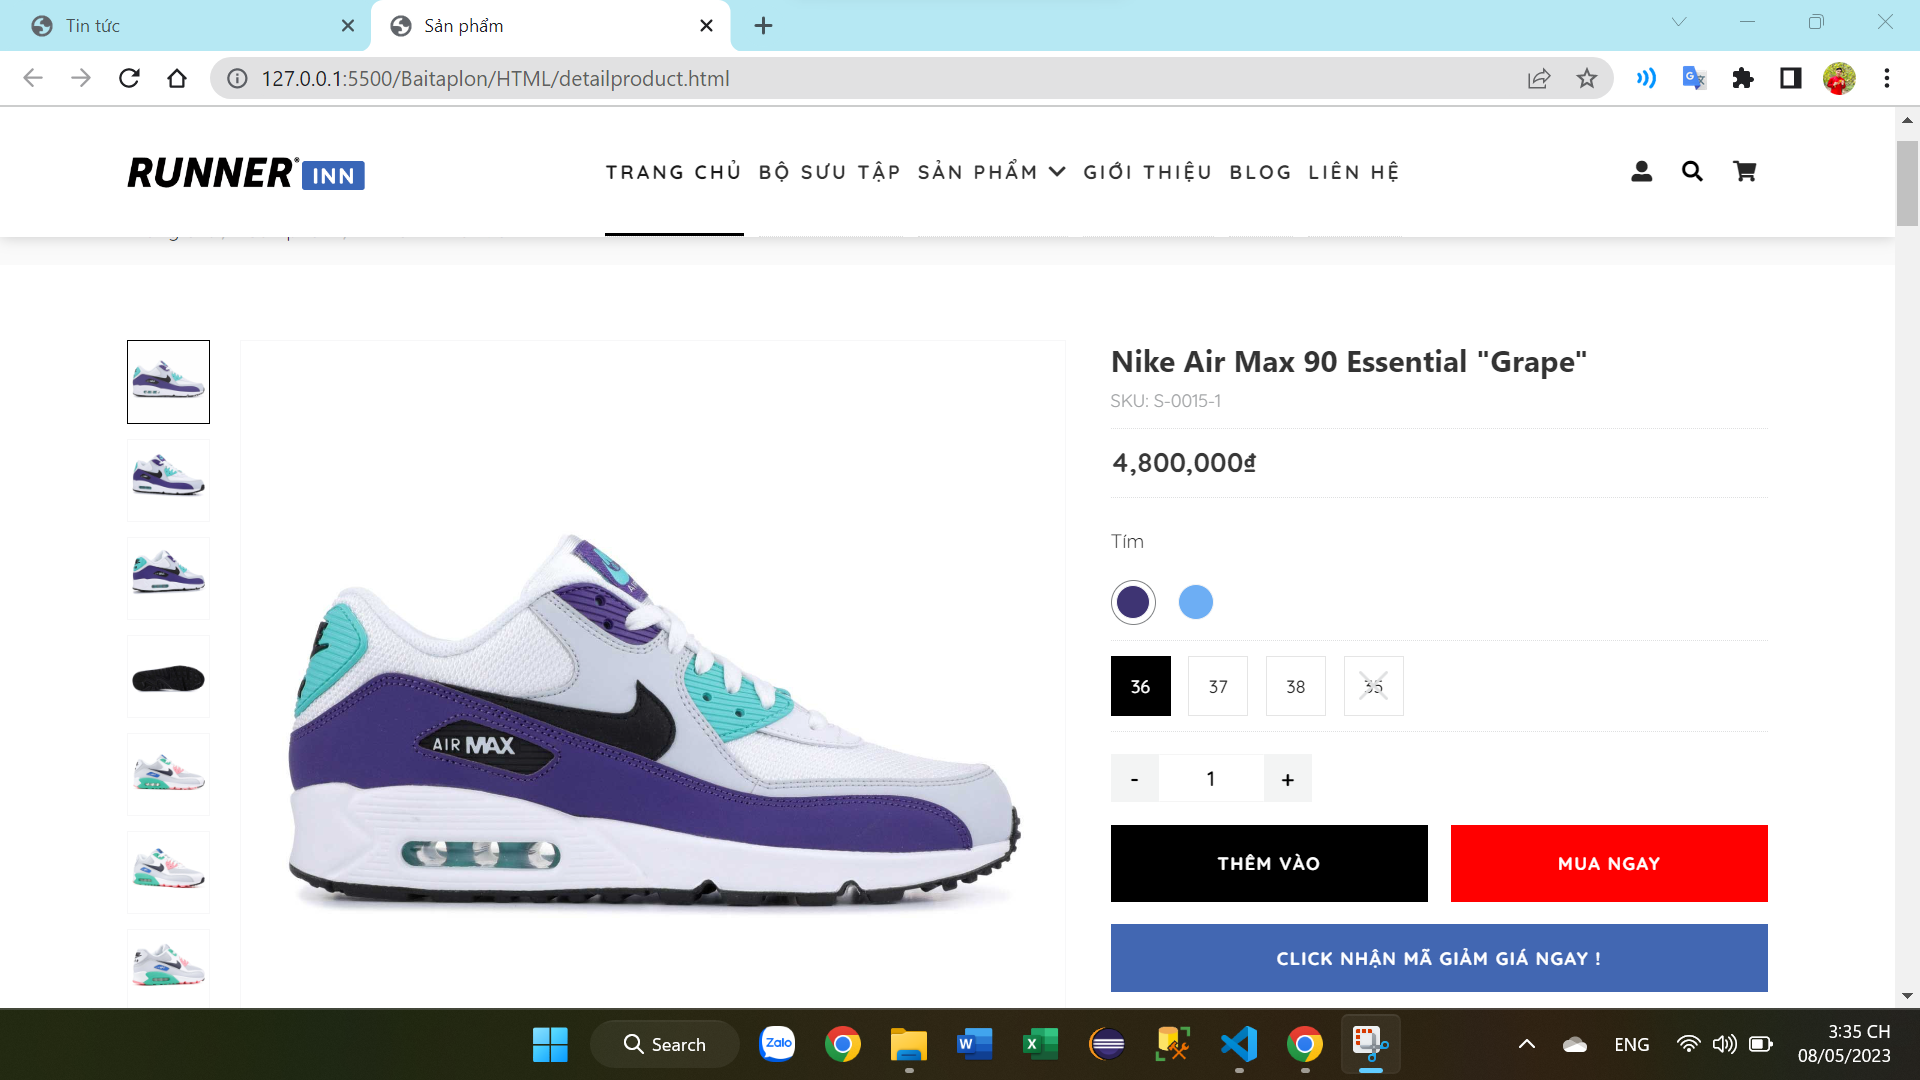 Tin tức
Sản phẩm
127.0.0.1:5500/Baitaplon/HTML/detailproduct.html
RUNNER INN
TRANG CHỦ BỘ SƯU TẬP SẢN PHẨM GIỚI THIỆU BLOG LIÊN HỆ
Nike Air Max 90 Essential "Grape"
SKU: S-0015-1
4,800,000₫
Tím
36 37 38 35
AIR MAX
- 1 +
THÊM VÀO MUA NGAY
CLICK NHẬN MÃ GIẢM GIÁ NGAY !
Search
Zalo
ENG
3:35 CH
08/05/2023